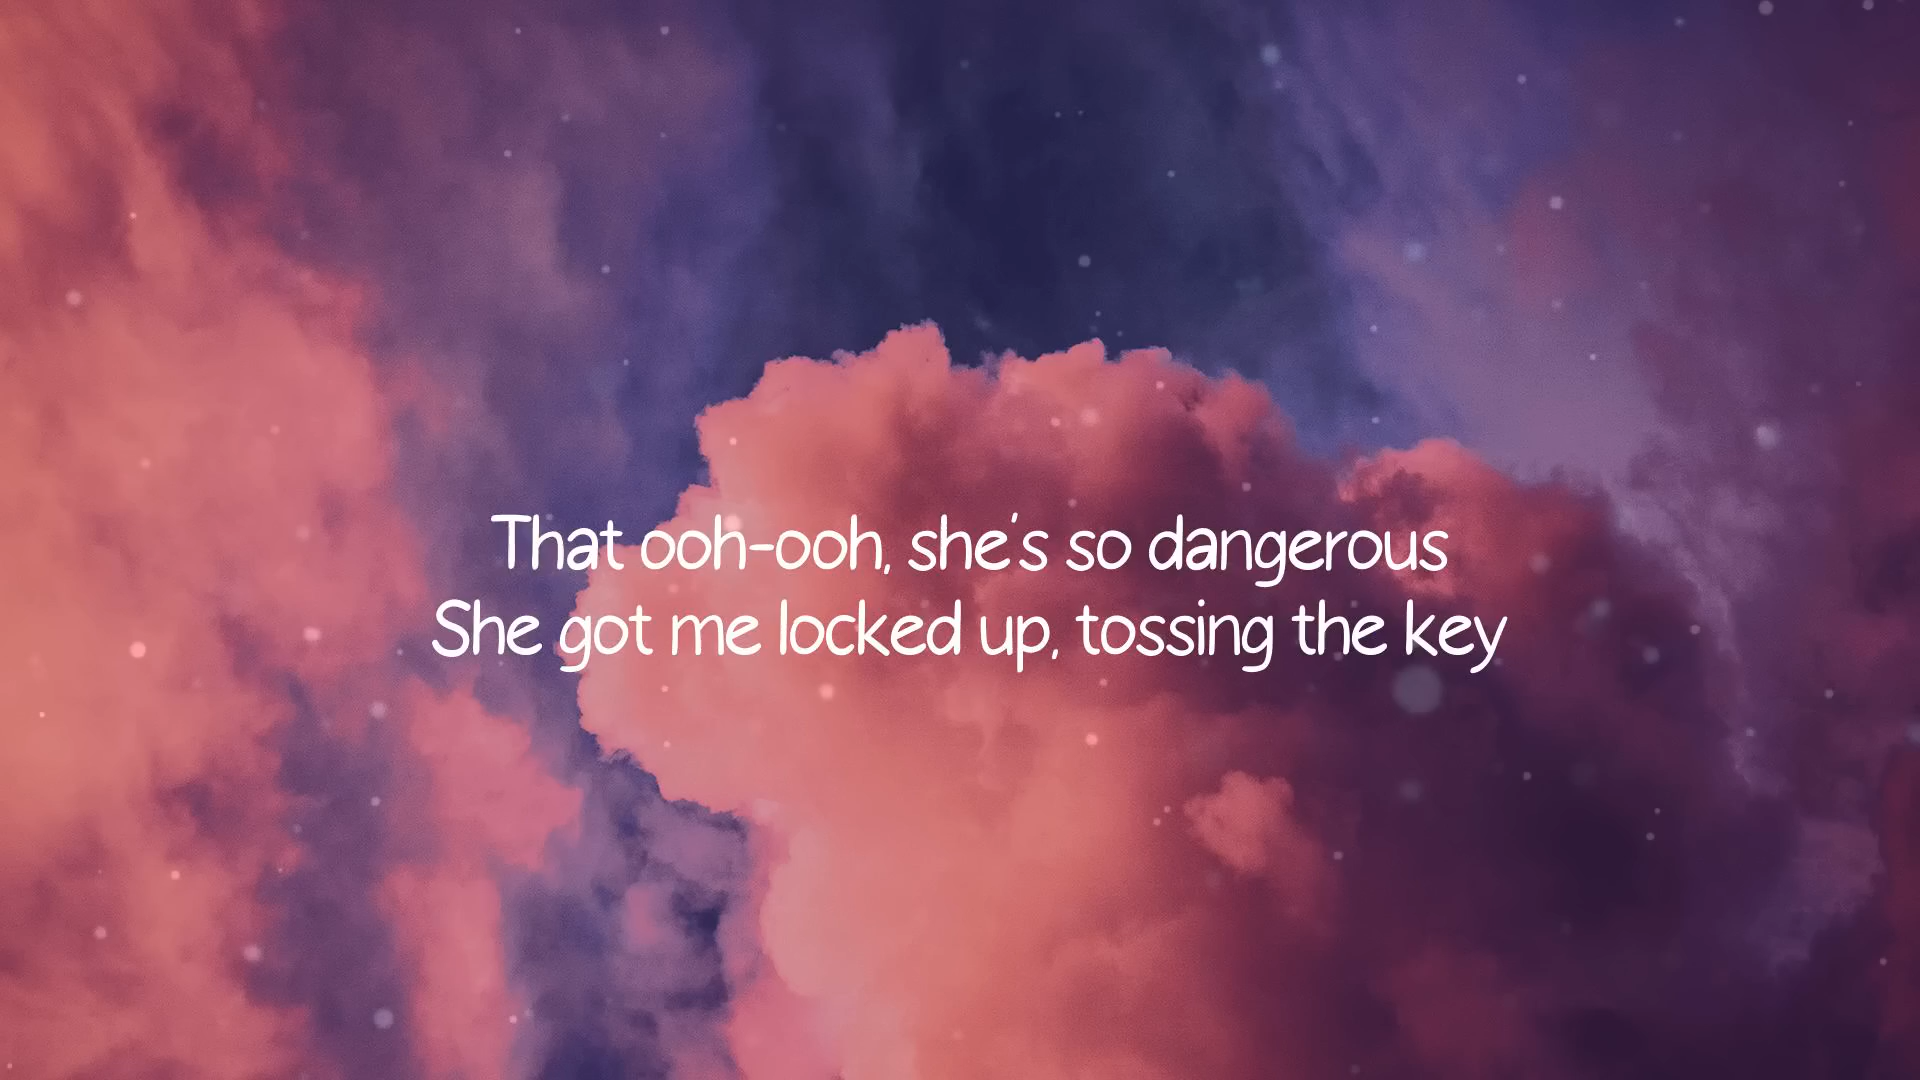 That ooh-ooh, she's so dangerous
She got me locked up, tossing the key